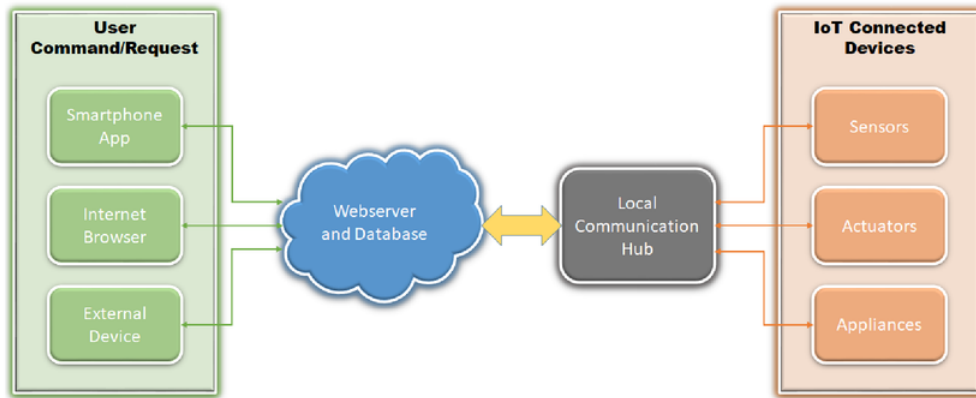 User
Command/Request
Smartphone
App
Internet
Browser
External
Device
Webserver
and Database
Local
Communication
Hub
IoT Connected
Devices
Sensors
Actuators
Appliances